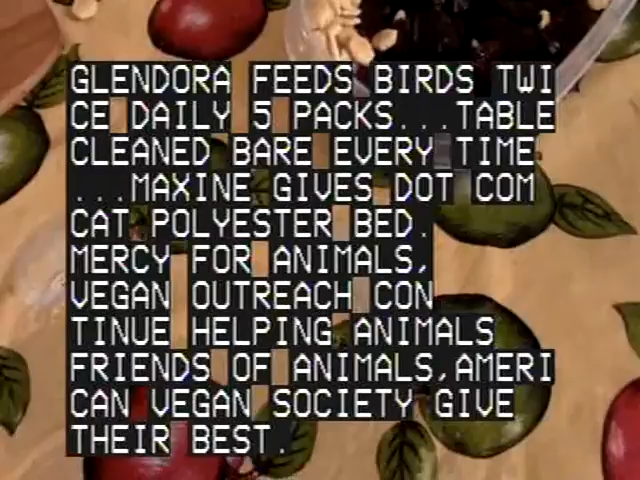 GLENDORA FEEDS BIRDS TWI
CE DAILY 5 PACKS...TABLE
CLEANED BARE EVERY TIME
...MAXINE GIVES DOT COM
CAT POLYESTER BED.
MERCY FOR ANIMALS,
VEGAN OUTREACH CON
TINUE HELPING ANIMALS
FRIENDS OF ANIMALS,AMERI
CAN VEGAN SOCIETY GIVE
THEIR BEST.